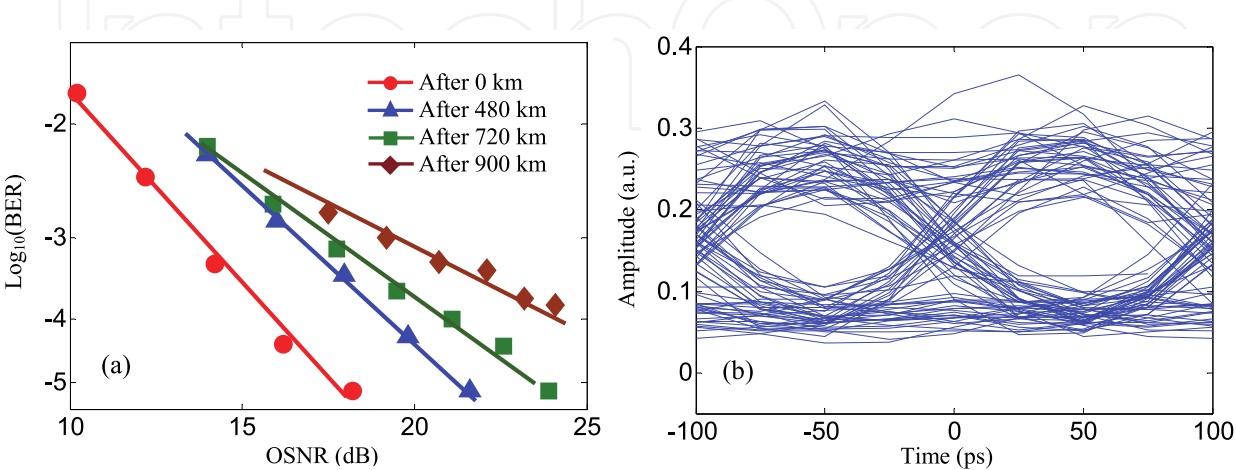 After 0 km
After 480 km
After 720 km
After 900 km
Log10(BER)
-2
-3
-4
-5
(a)
10
15
20
25
OSNR (dB)
Amplitude (a.u.)
0.4
0.3
0.2
0.1
0
(b)
-100
-50
0
50
100
Time (ps)